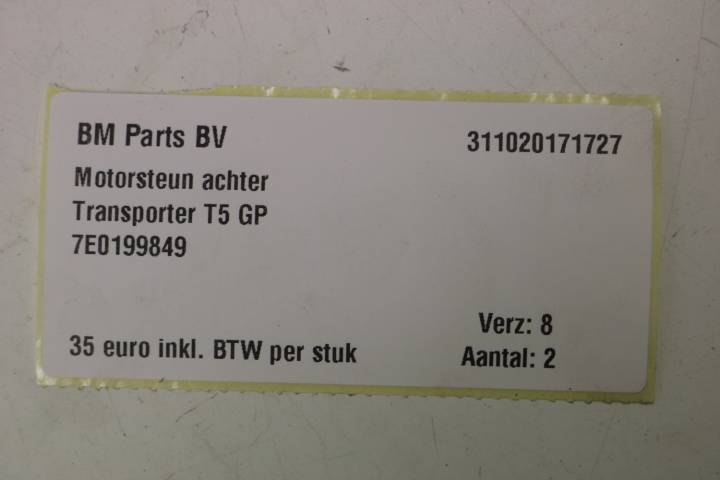 BM Parts BV 311020171727
Motorsteun achter
Transporter T5 GP
7E0199849
Verz: 8
35 euro inkl. BTW per stuk Aantal: 2